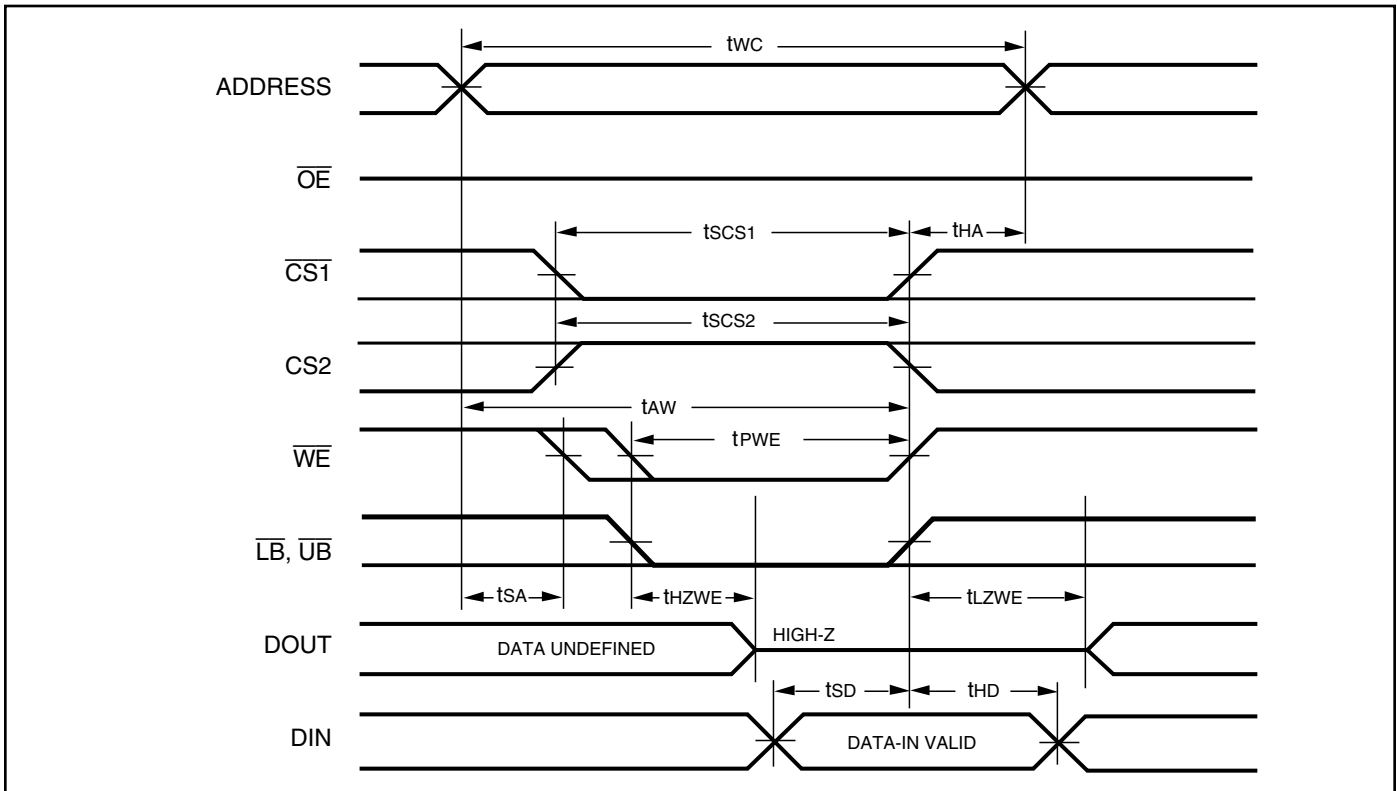 tWC
ADDRESS
OE
tSCS1
tHA
CS1
tSCS2
CS2
tAW
tPWE
WE
LB, UB
tSA
tHZWE
tLZWE
DOUT
DATA UNDEFINED
HIGH-Z
tSD
tHD
DIN
DATA-IN VALID